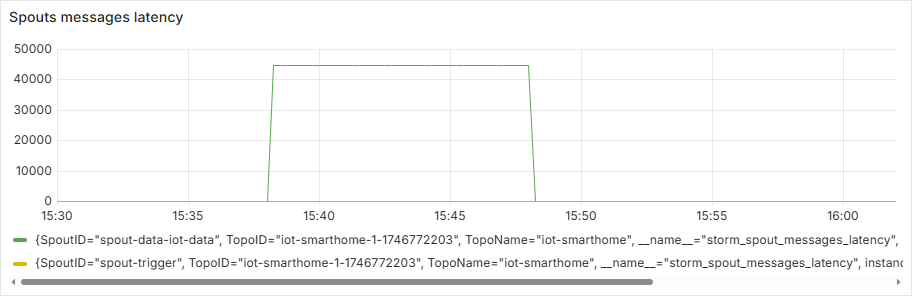 Spouts messages latency
50000
40000
30000
20000
10000
0
15:30 15:35 15:40 15:45 15:50 15:55 16:00
{SpoutID="spout-data-iot-data", TopoID="iot-smarthome-1-1746772203", TopoName="iot-smarthome", __name__="storm_spout_messages_latency",
{SpoutID="spout-trigger", TopoID="iot-smarthome-1-1746772203", TopoName="iot-smarthome", __name__="storm_spout_messages_latency", instanc